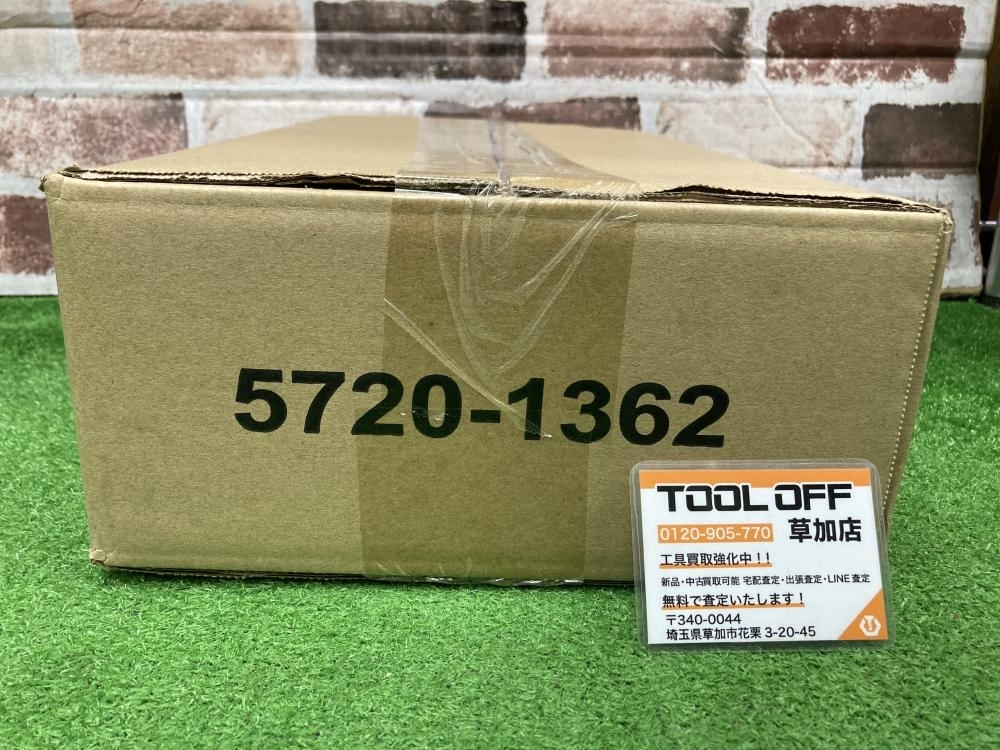 5720-1362
TOOL OFF
0120-905-770 草加店
工具買取強化中!!
新品・中古買取可能 宅配査定・出張査定・LINE査定
無料で査定いたします!
〒340-0044
埼玉県草加市花栗 3-20-45